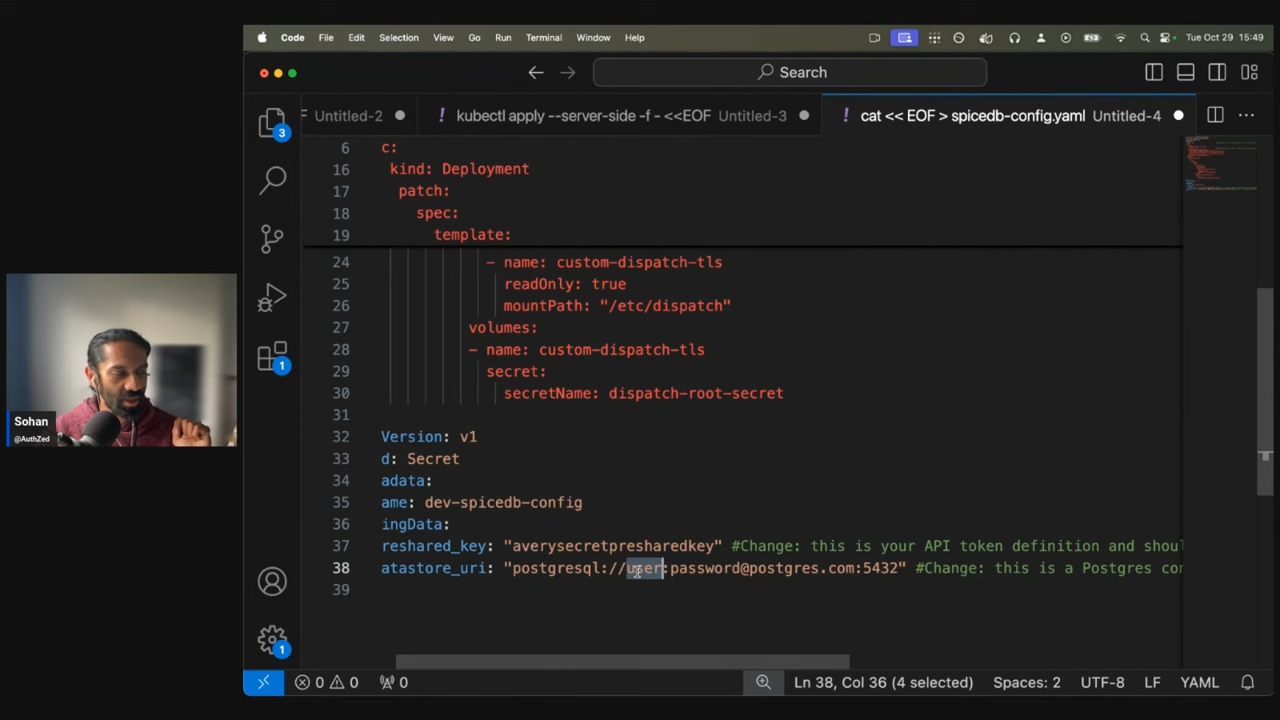 Code File Edit Selection View Go Run Terminal Window Help Tue Oct 29 15:49
Search
Untitled-2
! kubectl apply --server-side -f - <<EOF Untitled-3
! cat << EOF > spicedb-config.yaml Untitled-4
3
1
1
6 c:
16 kind: Deployment
17 patch:
18 spec:
19 template:
24 - name: custom-dispatch-tls
25 readOnly: true
26 mountPath: "/etc/dispatch"
27 volumes:
28 - name: custom-dispatch-tls
29 secret:
30 secretName: dispatch-root-secret
31
32 Version: v1
33 d: Secret
34 adata:
35 ame: dev-spicedb-config
36 ingData:
37 reshared_key: "averysecretpresharedkey" #Change: this is your API token definition and shou
38 atastore_uri: "postgresql://user:password@postgres.com:5432" #Change: this is a Postgres co
39
Sohan
@AuthZed
0 0 0 Ln 38, Col 36 (4 selected) Spaces: 2 UTF-8 LF YAML